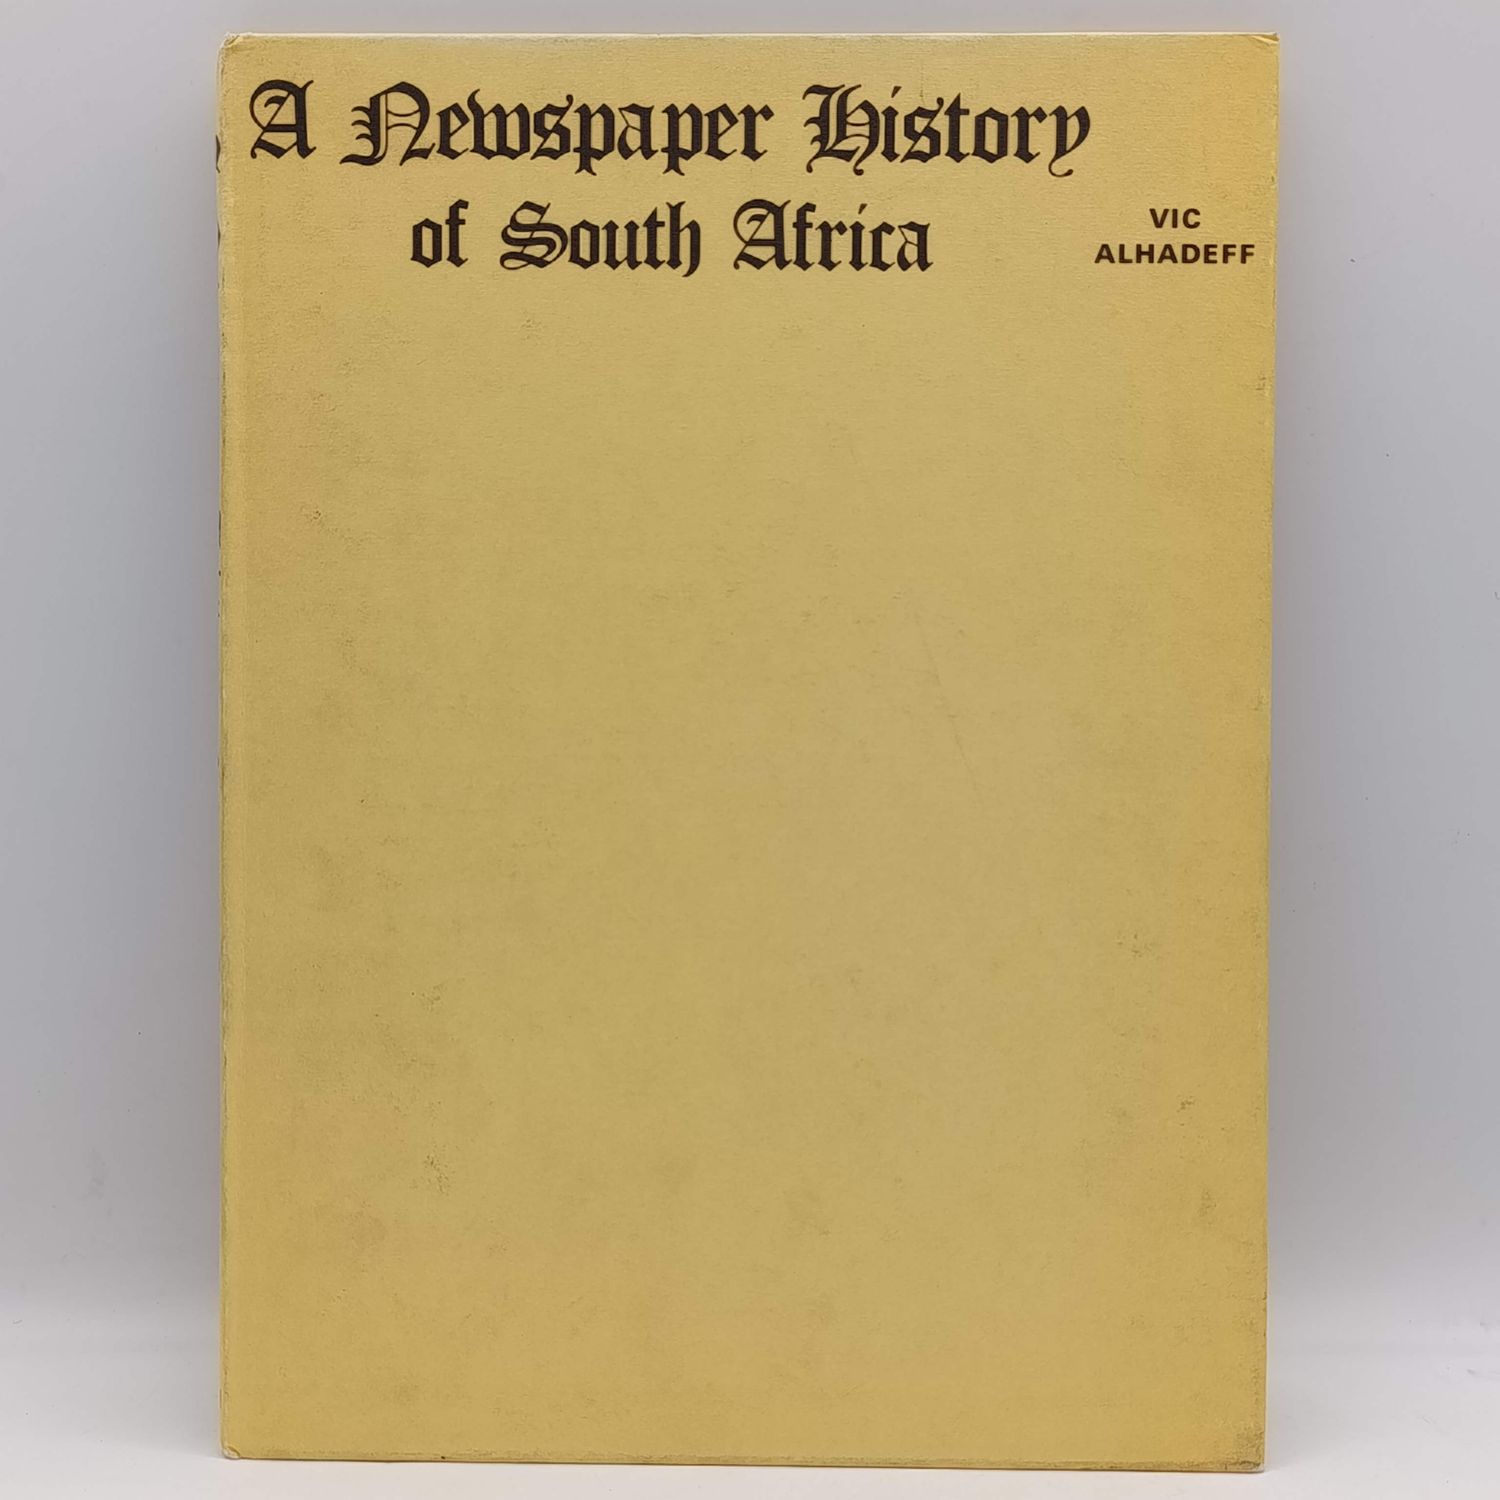 A Newspaper History
of South Africa
VIC
ALHADEFF